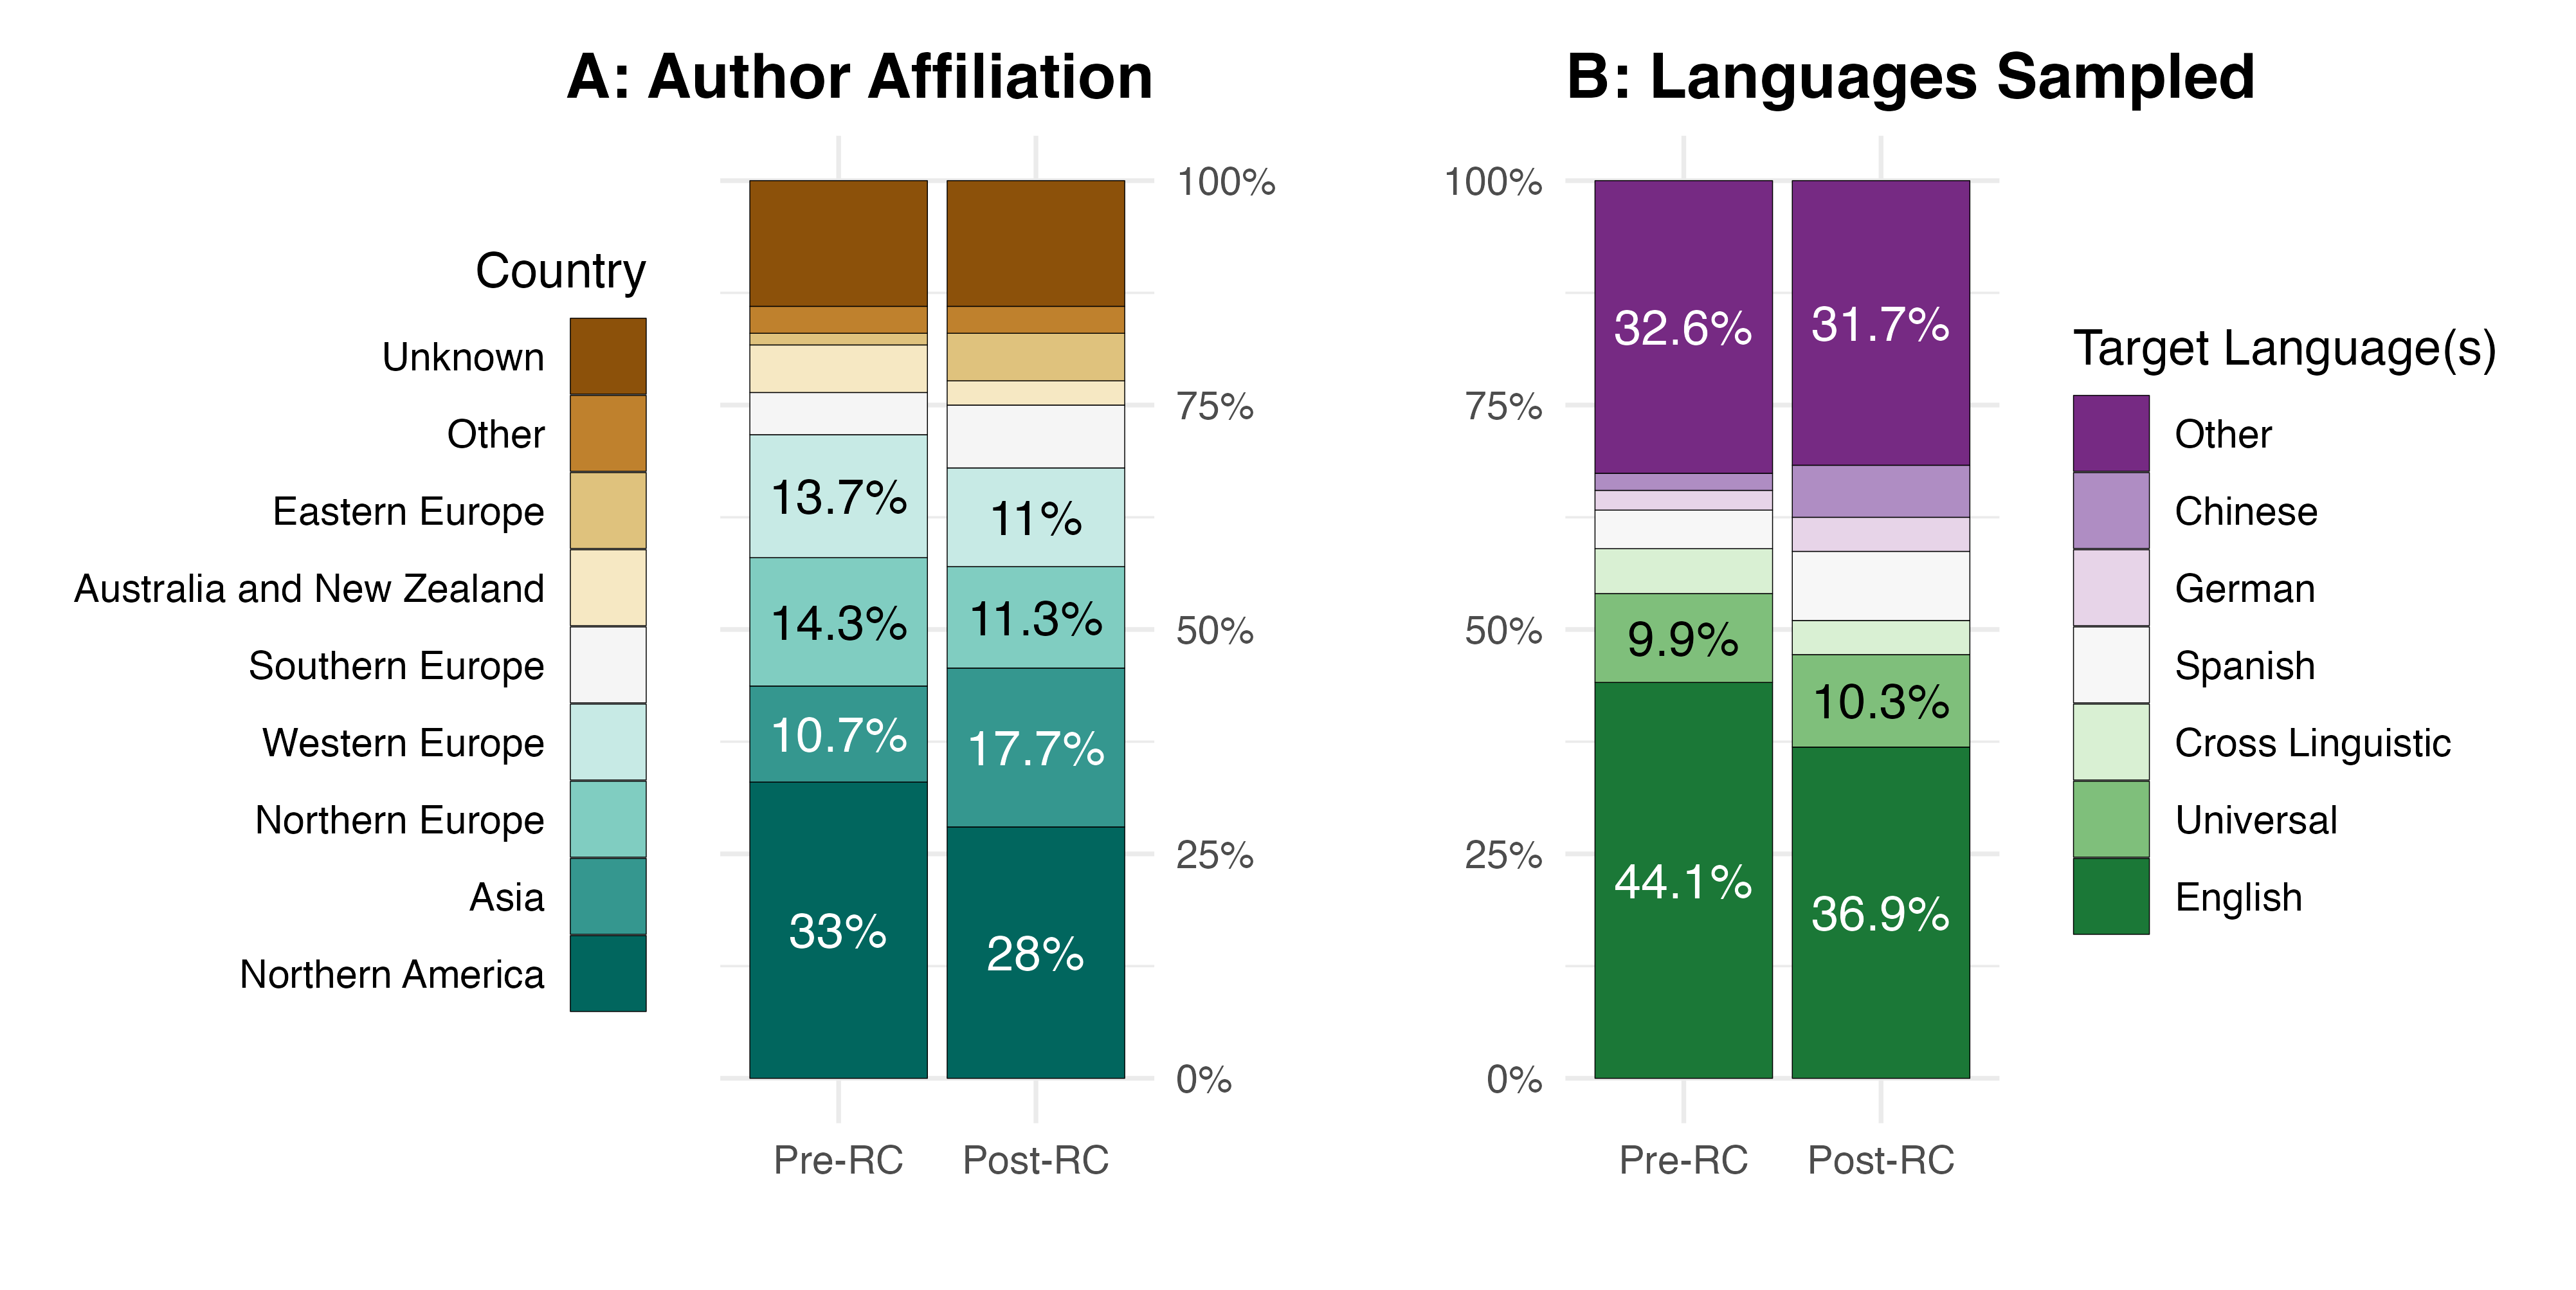 A: Author Affiliation
Country
Unknown
Other
Eastern Europe
Australia and New Zealand
Southern Europe
Western Europe
Northern Europe
Asia
Northern America
13.7%
14.3%
10.7%
33%
11%
11.3%
17.7%
28%
100%
75%
50%
25%
0%
Pre-RC
Post-RC
B: Languages Sampled
100%
75%
50%
25%
0%
32.6%
9.9%
44.1%
31.7%
10.3%
36.9%
Pre-RC
Post-RC
Target Language(s)
Other
Chinese
German
Spanish
Cross Linguistic
Universal
English